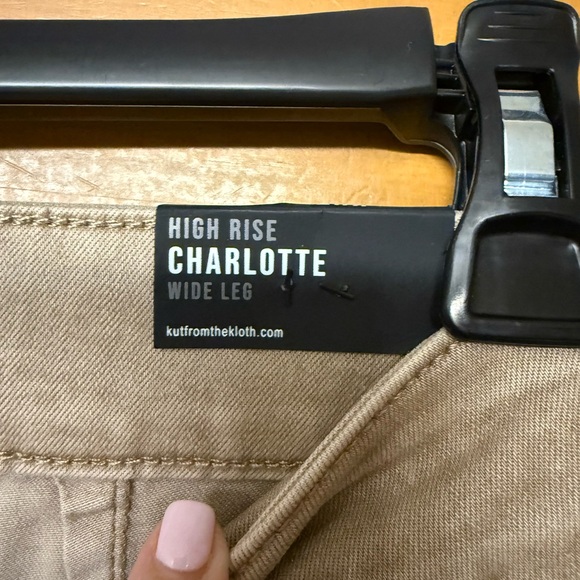 HIGH RISE
CHARLOTTE
WIDE LEG
kutfromthekloth.com